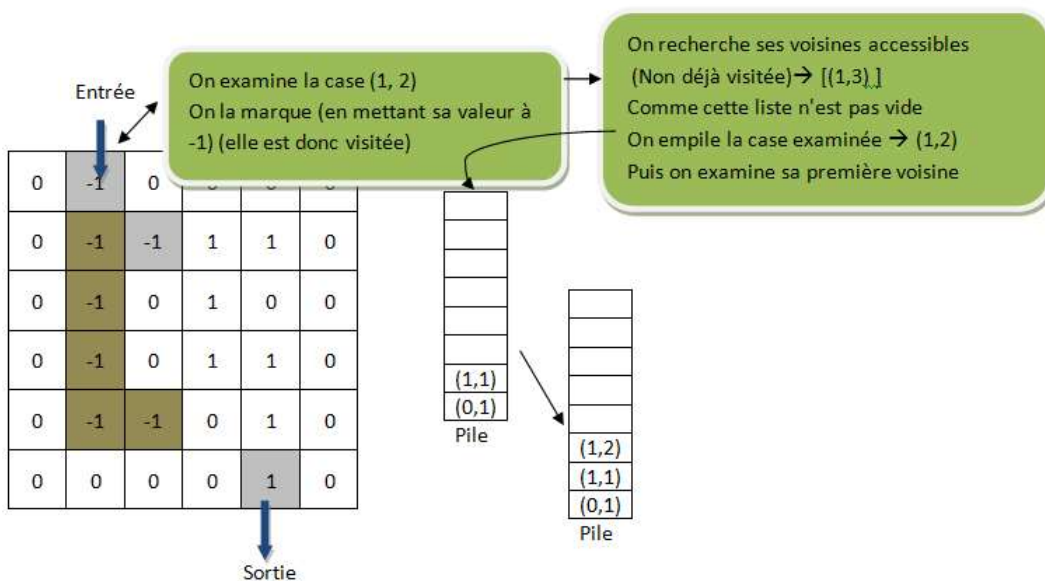 On examine la case (1, 2)
On la marque (en mettant sa valeur à
-1) (elle est donc visitée)
On recherche ses voisines accessibles
(Non déjà visitée)→ [(1,3) ]
Comme cette liste n'est pas vide
On empile la case examinée → (1,2)
Puis on examine sa première voisine
Entrée
0 -1 0
0 -1 -1 1 1 0
0 -1 0 1 0 0
0 -1 0 1 1 0
0 -1 -1 0 1 0
0 0 0 0 1 0
Sortie
(1,1)
(0,1)
Pile
(1,2)
(1,1)
(0,1)
Pile